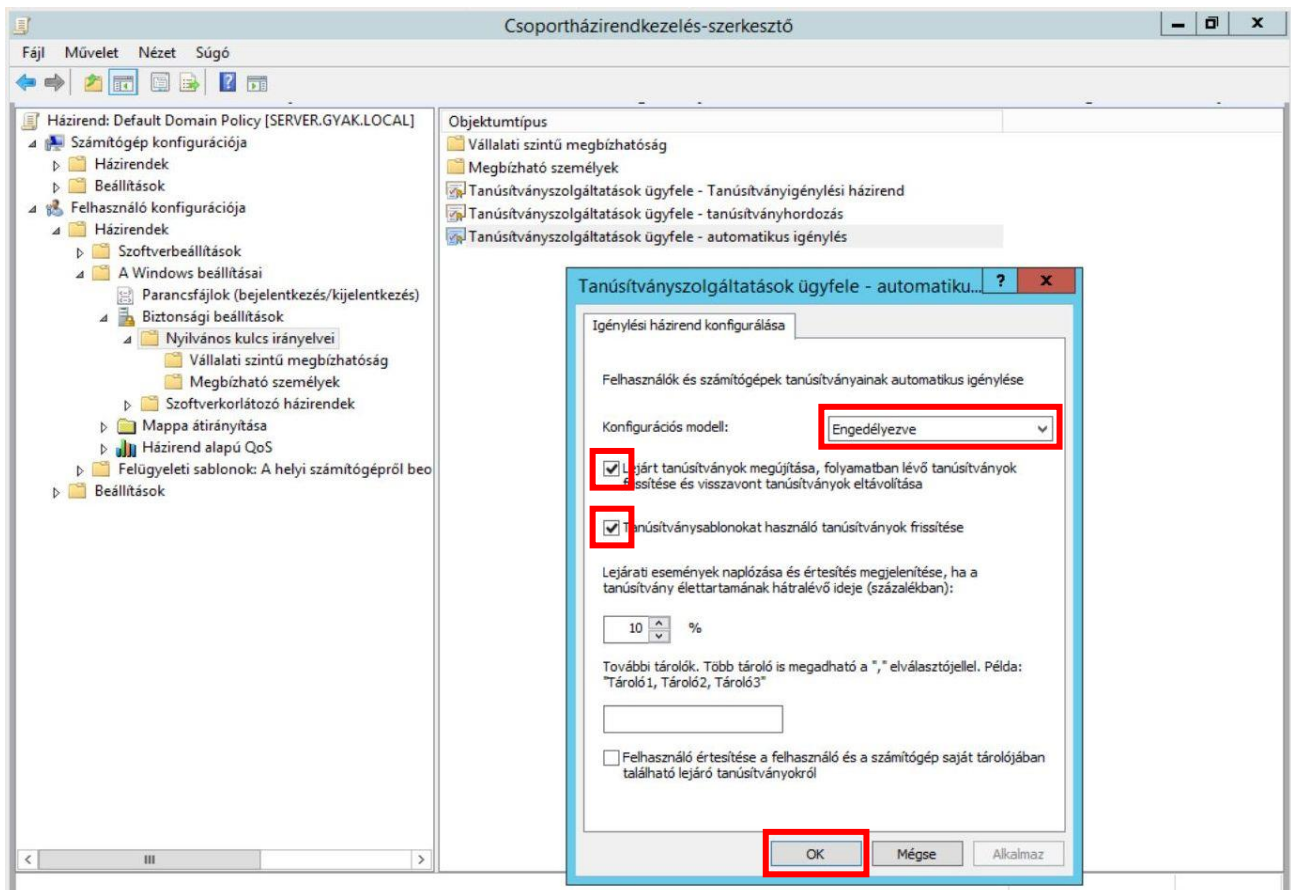 Csoportházirendkezelés-szerkesztő
Fájl Művelet Nézet Súgó
Házirend: Default Domain Policy [SERVER.GYAK.LOCAL]
Számítógép konfigurációja
Házirendek
Beállítások
Felhasználó konfigurációja
Házirendek
Szoftverbeállítások
A Windows beállításai
Parancsfájlok (bejelentkezés/kijelentkezés)
Biztonsági beállítások
Nyilvános kulcs irányelvei
Vállalati szintű megbízhatóság
Megbízható személyek
Szoftverkorlátozó házirendek
Mappa átirányítása
Házirend alapú QoS
Felügyeleti sablonok: A helyi számítógépről beo
Beállítások
Objektumtípus
Vállalati szintű megbízhatóság
Megbízható személyek
Tanúsítványszolgáltatások ügyfele - Tanúsítványigénylési házirend
Tanúsítványszolgáltatások ügyfele - tanúsítványhordozás
Tanúsítványszolgáltatások ügyfele - automatikus igénylés
Tanúsítványszolgáltatások ügyfele - automatiku...
Igénylési házirend konfigurálása
Felhasználók és számítógépek tanúsítványainak automatikus igénylése
Konfigurációs modell: Engedélyezve
Lejárt tanúsítványok megújítása, folyamatban lévő tanúsítványok
frissítése és visszavont tanúsítványok eltávolítása
Tanúsítványsablonokat használó tanúsítványok frissítése
Lejárati események naplózása és értesítés megjelenítése, ha a
tanúsítvány élettartamának hátralévő ideje (százalékban):
10 %
További tárolók. Több tároló is megadható a "," elválasztójellel. Példa:
"Tároló1, Tároló2, Tároló3"
Felhasználó értesítése a felhasználó és a számítógép saját tárolójában
található lejáró tanúsítványokról
OK Mégse Alkalmaz